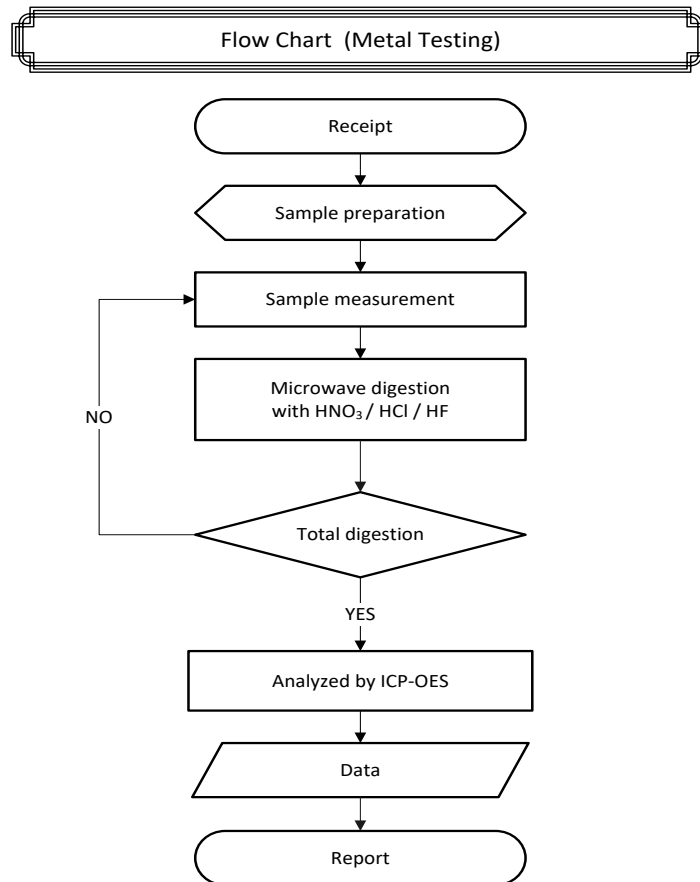 Flow Chart  (Metal Testing)
Receipt
Sample preparation
Sample measurement
Microwave digestion
with HNO₃ / HCl / HF
NO
Total digestion
YES
Analyzed by ICP-OES
Data
Report